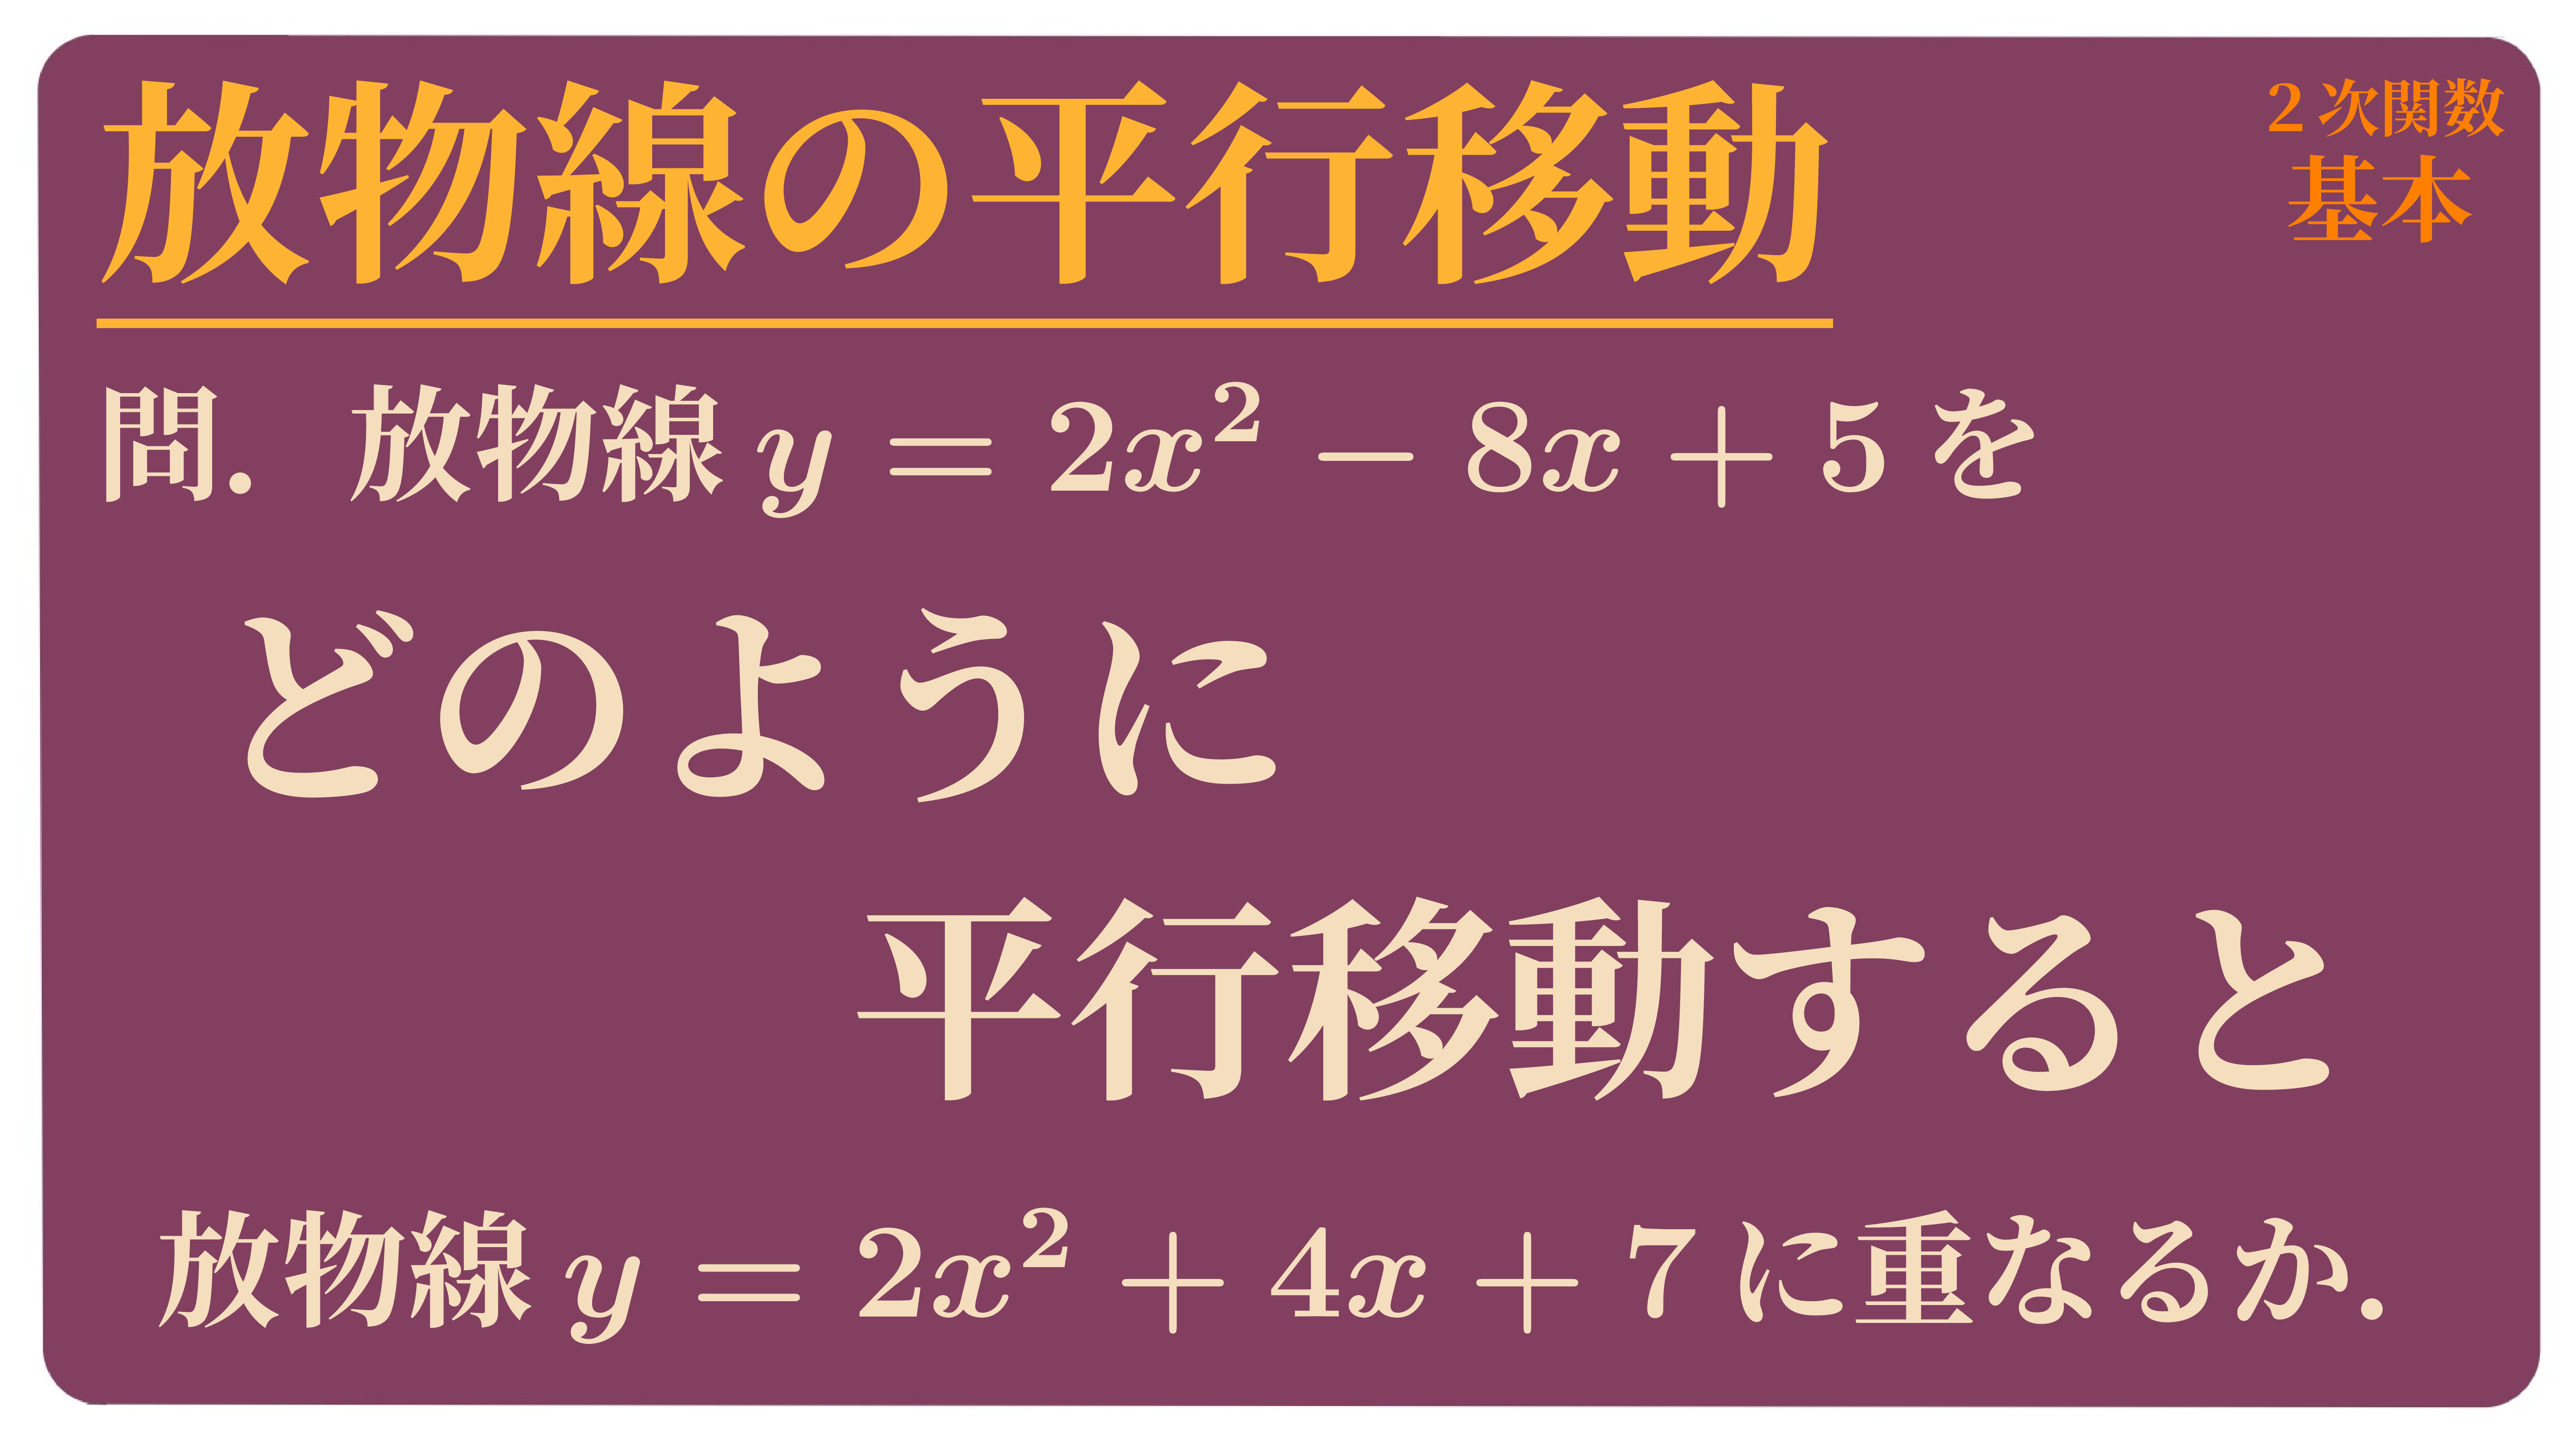 放物線の平行移動
2次関数
基本
問. 放物線 y = 2x² − 8x + 5 を
どのように
平行移動すると
放物線 y = 2x² + 4x + 7 に重なるか.